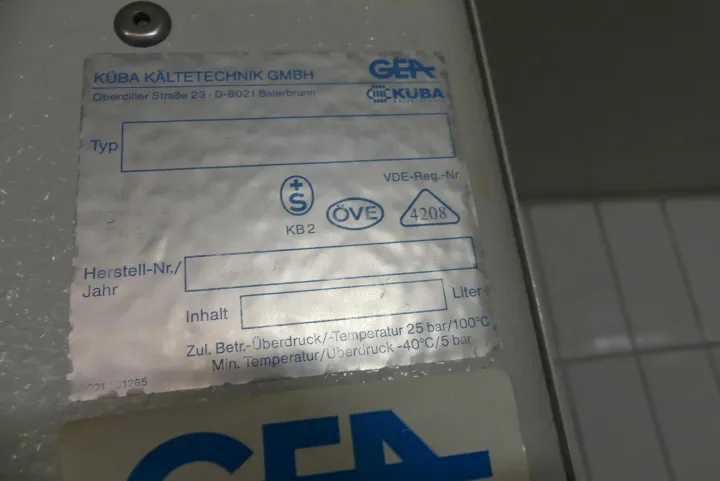 KÜBA KÄLTETECHNIK GMBH
Oberdiller Straße 23 · D-8021 Baierbrunn
GEA
KÜBA
Typ
VDE-Reg.-Nr
+S
ÖVE
4208
KB 2
Herstell-Nr./
Jahr
Inhalt
Liter
Zul. Betr.-Überdruck/-Temperatur 25 bar/100°C
Min. Temperatur/Überdruck -40°C/5 bar
GEA